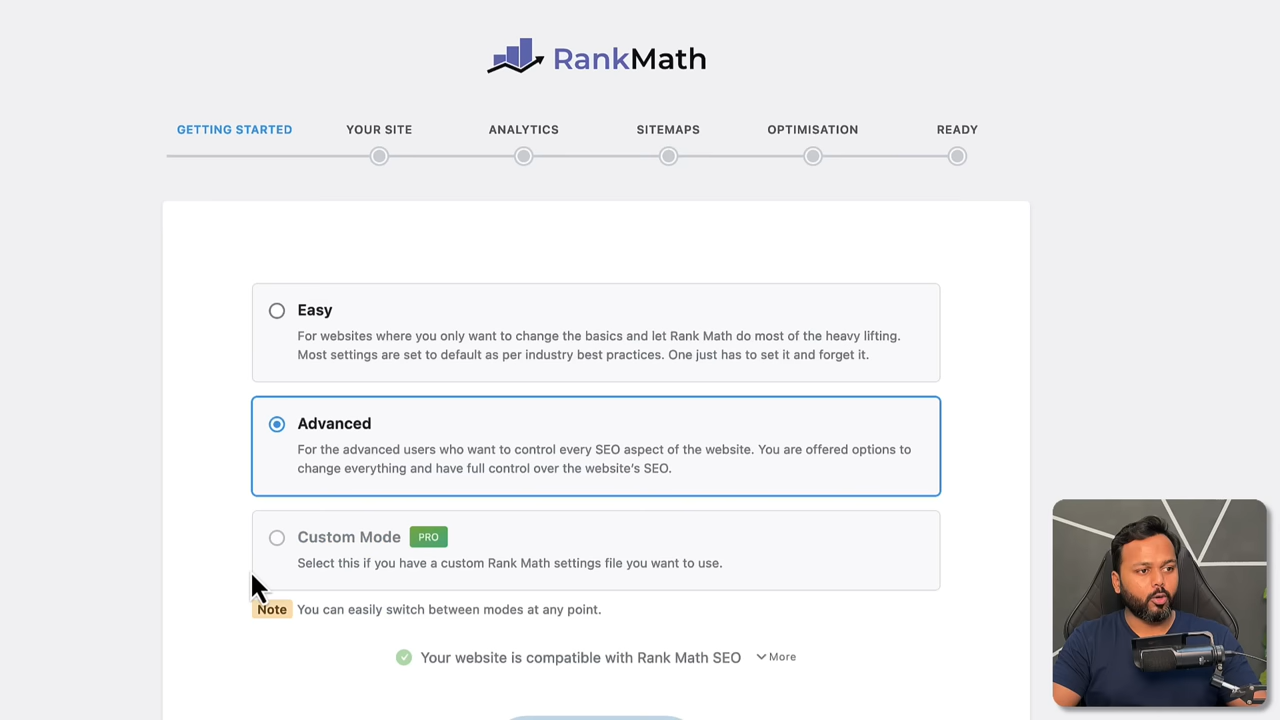 RankMath
GETTING STARTED
YOUR SITE
ANALYTICS
SITEMAPS
OPTIMISATION
READY
Easy
For websites where you only want to change the basics and let Rank Math do most of the heavy lifting.
Most settings are set to default as per industry best practices. One just has to set it and forget it.
Advanced
For the advanced users who want to control every SEO aspect of the website. You are offered options to
change everything and have full control over the website's SEO.
Custom Mode PRO
Select this if you have a custom Rank Math settings file you want to use.
Note You can easily switch between modes at any point.
Your website is compatible with Rank Math SEO More